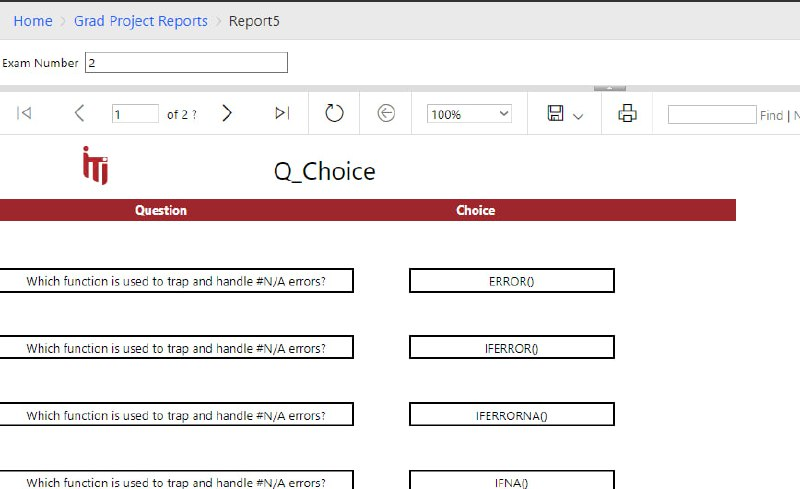 Home > Grad Project Reports > Report5
Exam Number 2
1 of 2 ? 100% Find | N
iTi
Q_Choice
Question Choice
Which function is used to trap and handle #N/A errors? ERROR()
Which function is used to trap and handle #N/A errors? IFERROR()
Which function is used to trap and handle #N/A errors? IFERRORNA()
Which function is used to trap and handle #N/A errors? IFNA()